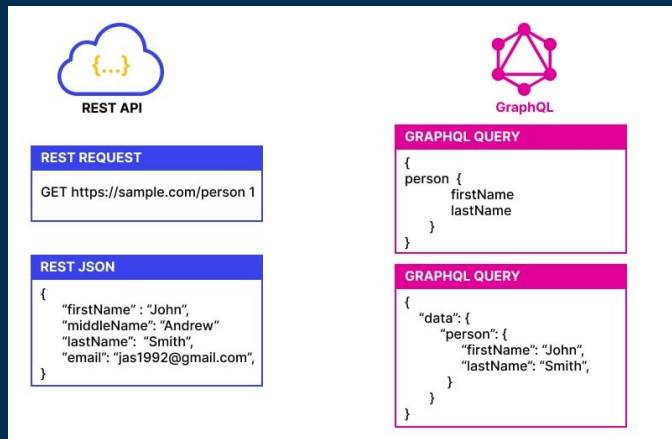 {...}
REST API
REST REQUEST
GET https://sample.com/person 1
REST JSON
{
“firstName” : “John”,
“middleName”: “Andrew”
“lastName”: “Smith”,
“email”: “jas1992@gmail.com”,
}
GraphQL
GRAPHQL QUERY
{
person {
firstName
lastName
}
}
GRAPHQL QUERY
{
“data”: {
“person”: {
“firstName”: “John”,
“lastName”: “Smith”,
}
}
}